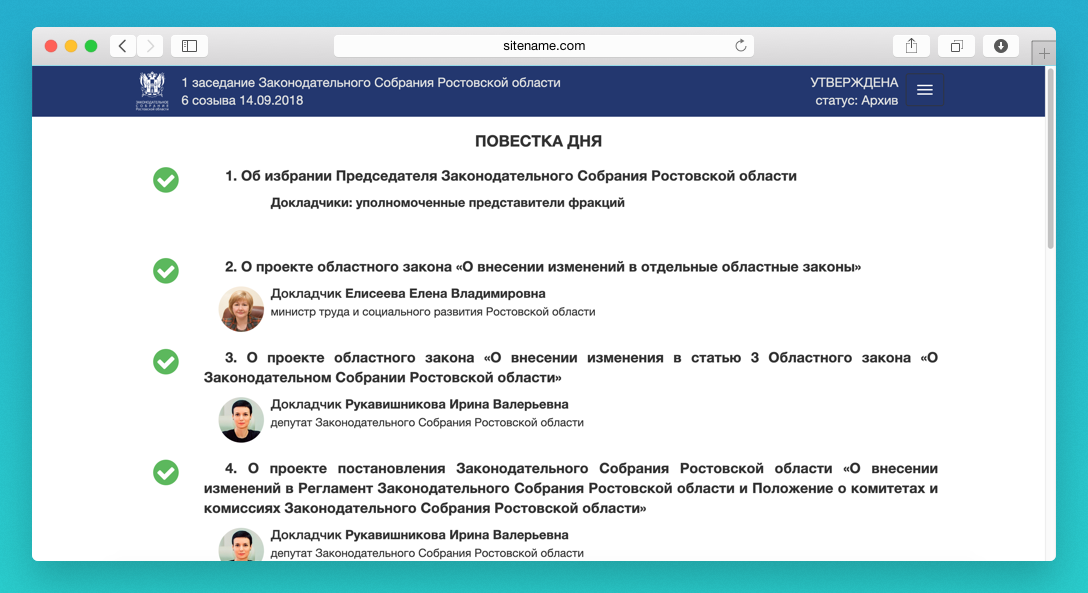 sitename.com
ЗАКОНОДАТЕЛЬНОЕ
СОБРАНИЕ
Ростовской области
1 заседание Законодательного Собрания Ростовской области
6 созыва 14.09.2018
УТВЕРЖДЕНА
статус: Архив
ПОВЕСТКА ДНЯ
1. Об избрании Председателя Законодательного Собрания Ростовской области
Докладчики: уполномоченные представители фракций
2. О проекте областного закона «О внесении изменений в отдельные областные законы»
Докладчик Елисеева Елена Владимировна
министр труда и социального развития Ростовской области
3. О проекте областного закона «О внесении изменения в статью 3 Областного закона «О
Законодательном Собрании Ростовской области»
Докладчик Рукавишникова Ирина Валерьевна
депутат Законодательного Собрания Ростовской области
4. О проекте постановления Законодательного Собрания Ростовской области «О внесении
изменений в Регламент Законодательного Собрания Ростовской области и Положение о комитетах и
комиссиях Законодательного Собрания Ростовской области»
Докладчик Рукавишникова Ирина Валерьевна
депутат Законодательного Собрания Ростовской области